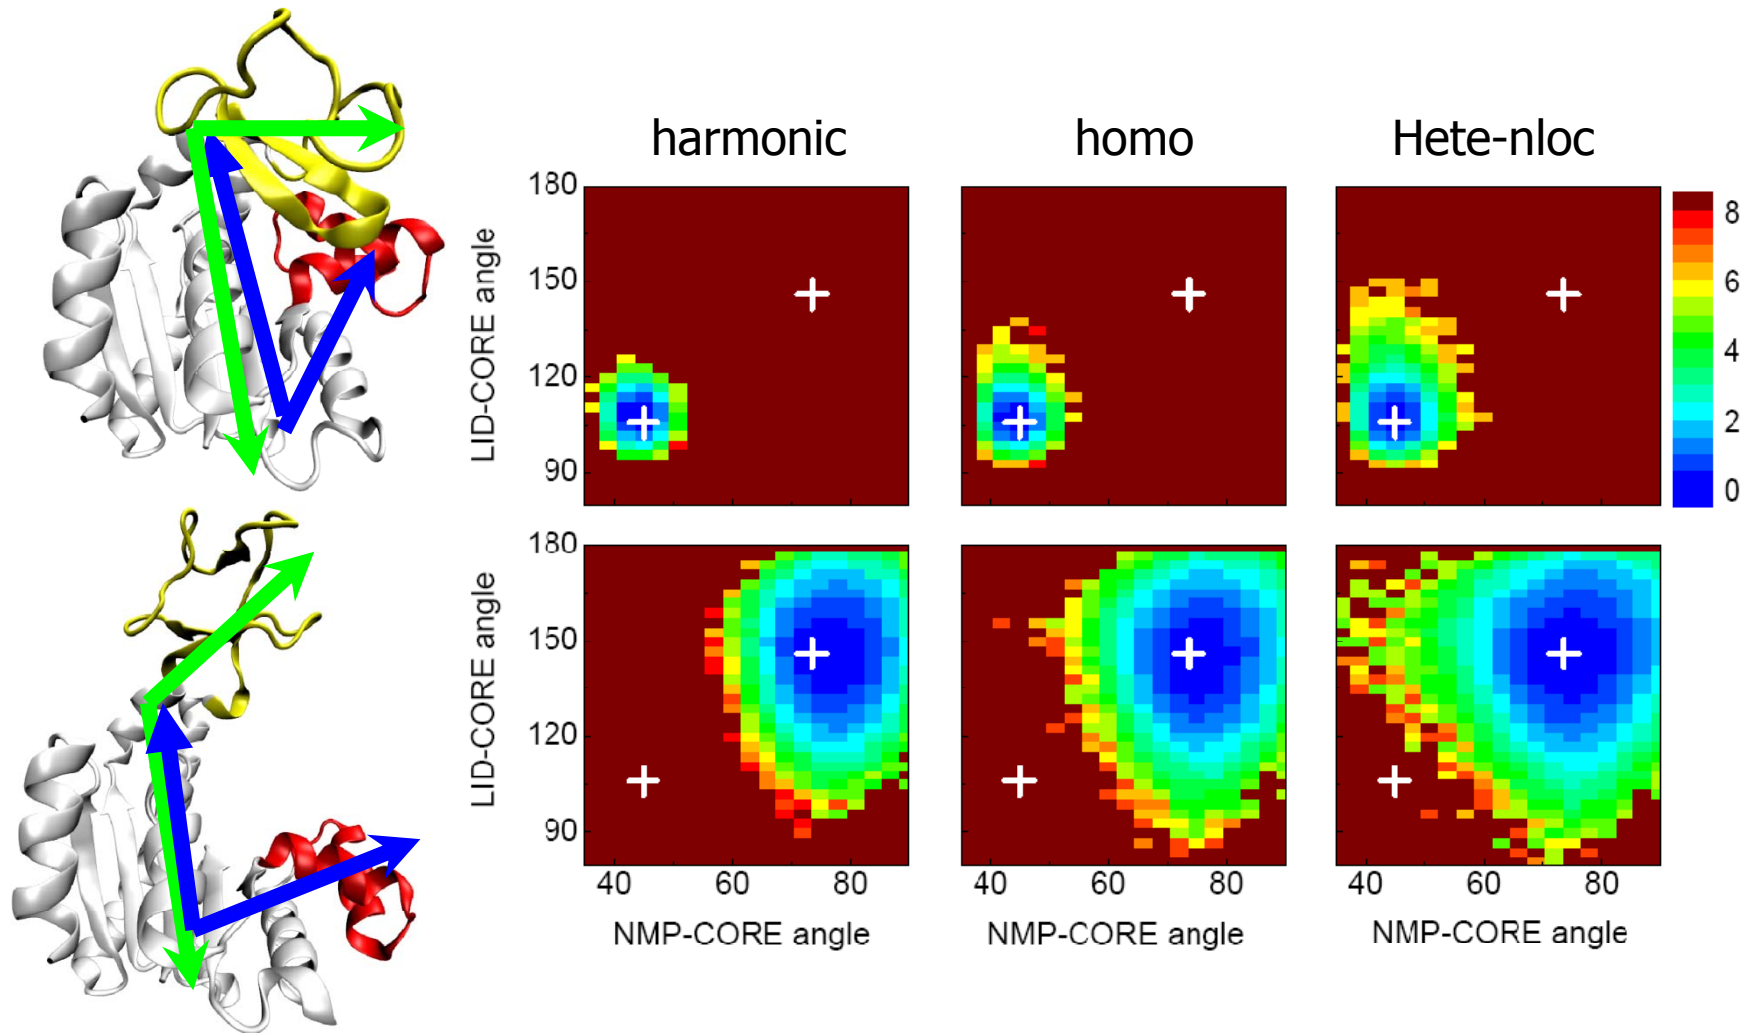 harmonic homo Hete-nloc
LID-CORE angle
180
150
120
90
8
6
4
2
0
LID-CORE angle
180
150
120
90
40 60 80 40 60 80 40 60 80
NMP-CORE angle NMP-CORE angle NMP-CORE angle